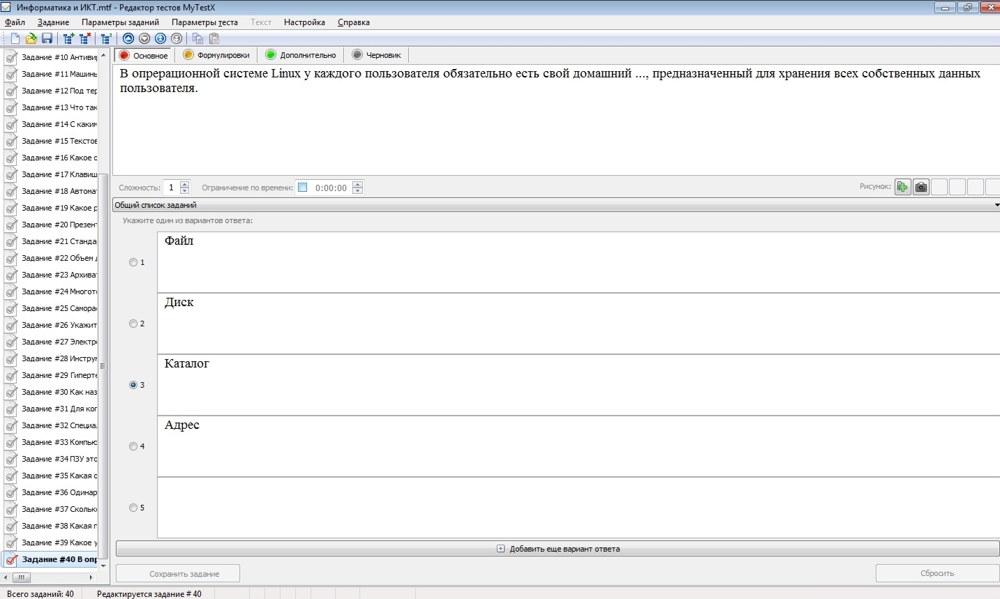 Информатика и ИКТ.mtf - Редактор тестов MyTestX
Файл Задание Параметры заданий Параметры теста Текст Настройка Справка
Основное Формулировки Дополнительно Черновик
В опрерационной системе Linux у каждого пользователя обязательно есть свой домашний ..., предназначенный для хранения всех собственных данных
пользователя.
Сложность: 1 Ограничение по времени: 0:00:00 Рисунок:
Общий список заданий
Укажите один из вариантов ответа:
1 Файл
2 Диск
3 Каталог
4 Адрес
5
Добавить еще вариант ответа
Сохранить задание Сбросить
Задание #10 Антиви
Задание #11 Машины
Задание #12 Под тер
Задание #13 Что так
Задание #14 С каким
Задание #15 Текстов
Задание #16 Какое о
Задание #17 Клавиш
Задание #18 Автомат
Задание #19 Какое р
Задание #20 Презент
Задание #21 Станда
Задание #22 Объем д
Задание #23 Архива
Задание #24 Многото
Задание #25 Самора
Задание #26 Укажит
Задание #27 Электро
Задание #28 Инструм
Задание #29 Гиперте
Задание #30 Как наз
Задание #31 Для ког
Задание #32 Специал
Задание #33 Компью
Задание #34 ПЗУ это
Задание #35 Какая о
Задание #36 Одинар
Задание #37 Сколько
Задание #38 Какая п
Задание #39 Какое у
Задание #40 В опр
Всего заданий: 40 Редактируется задание # 40